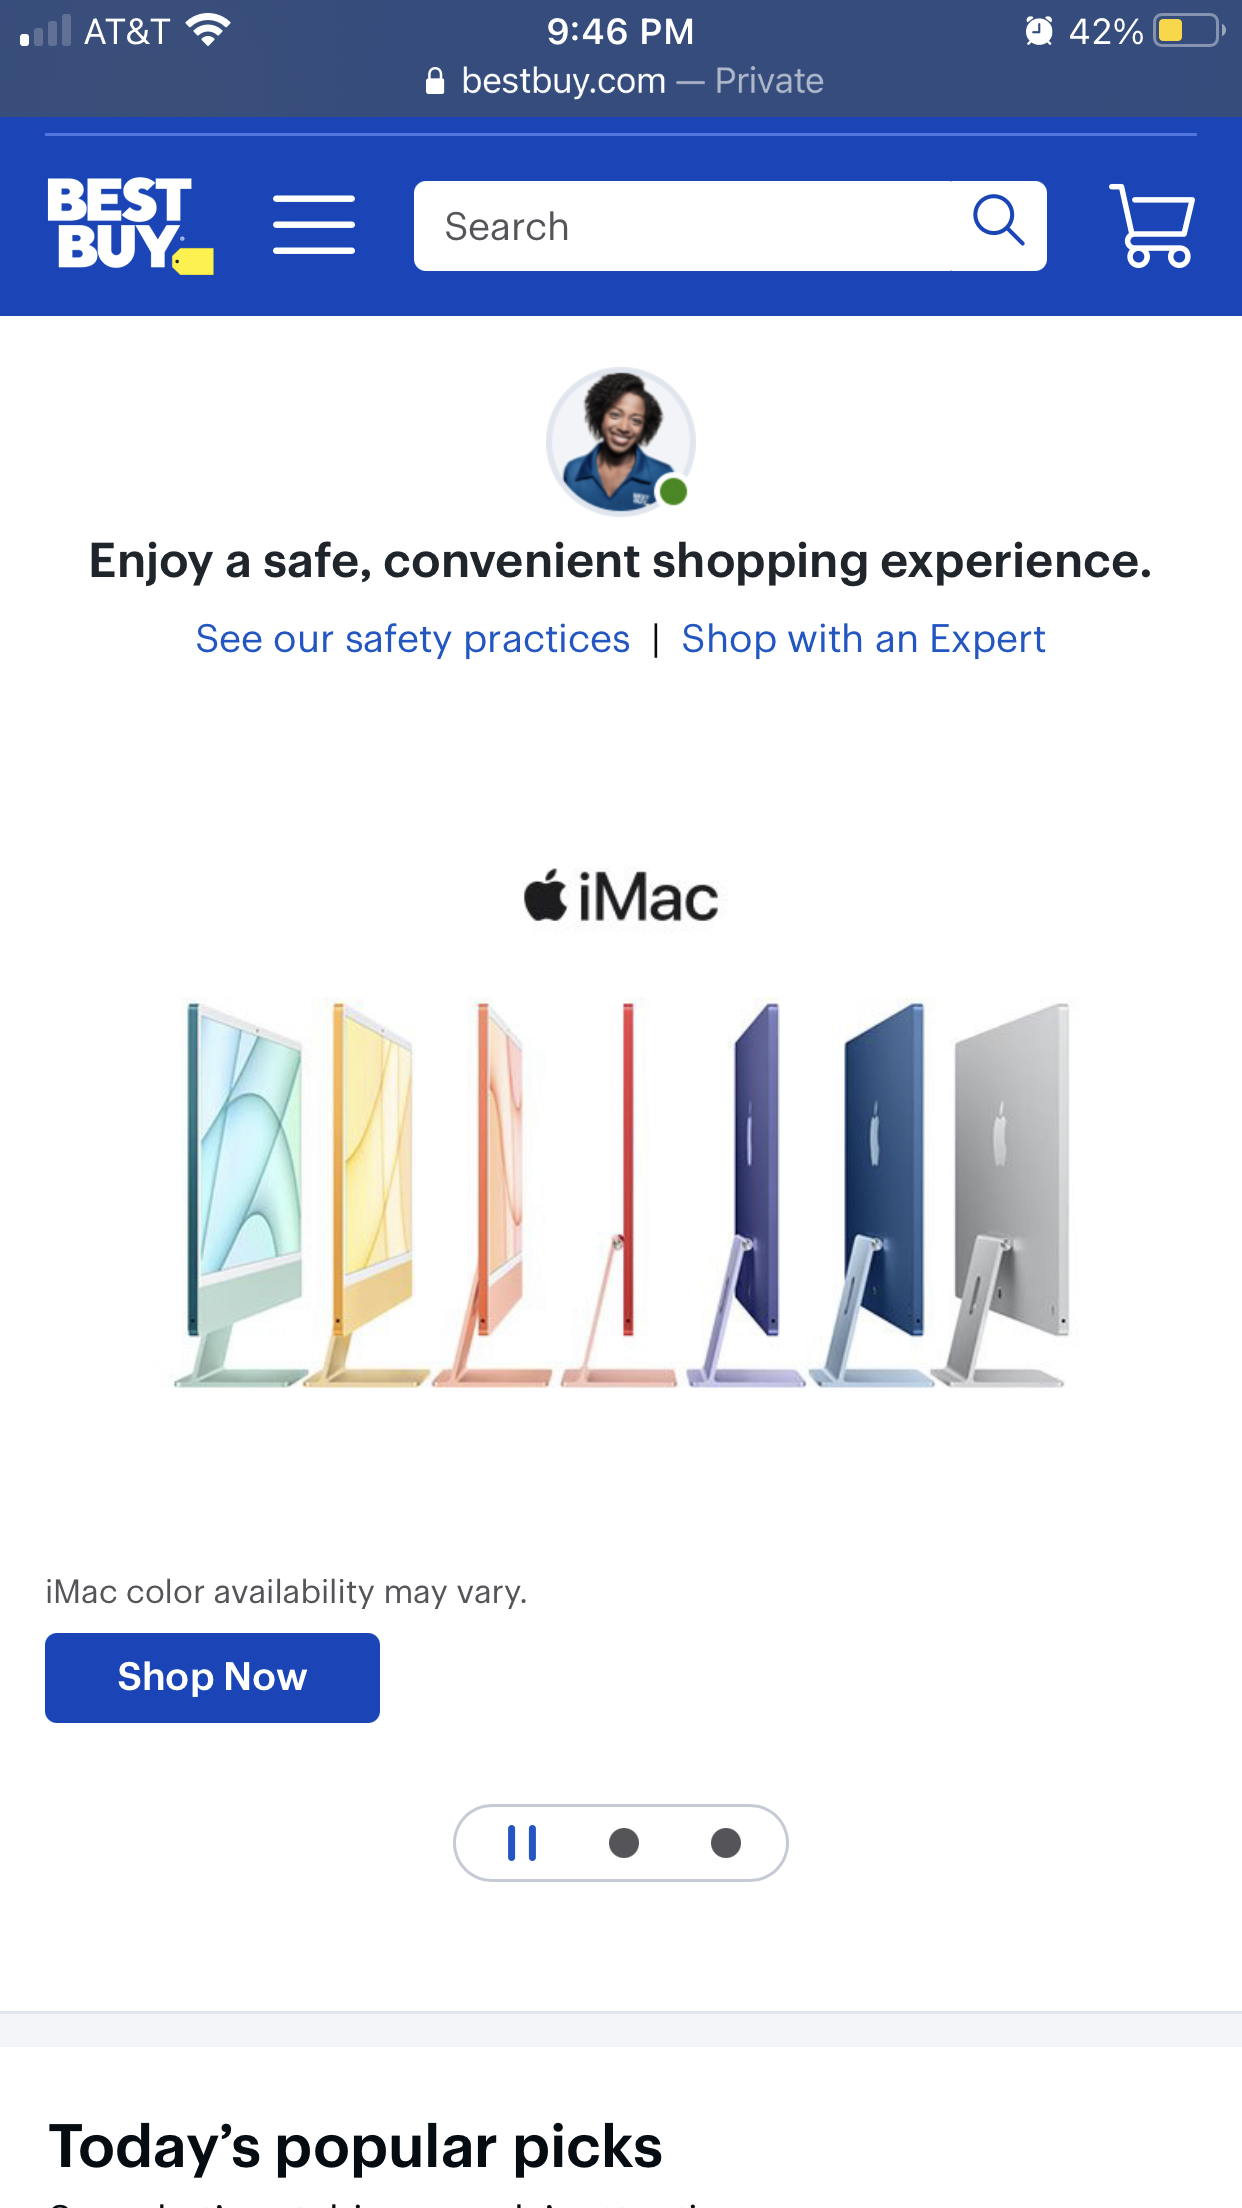 AT&T 9:46 PM 42%
bestbuy.com — Private
BEST
BUY
Search
Enjoy a safe, convenient shopping experience.
See our safety practices | Shop with an Expert
iMac
iMac color availability may vary.
Shop Now
Today’s popular picks